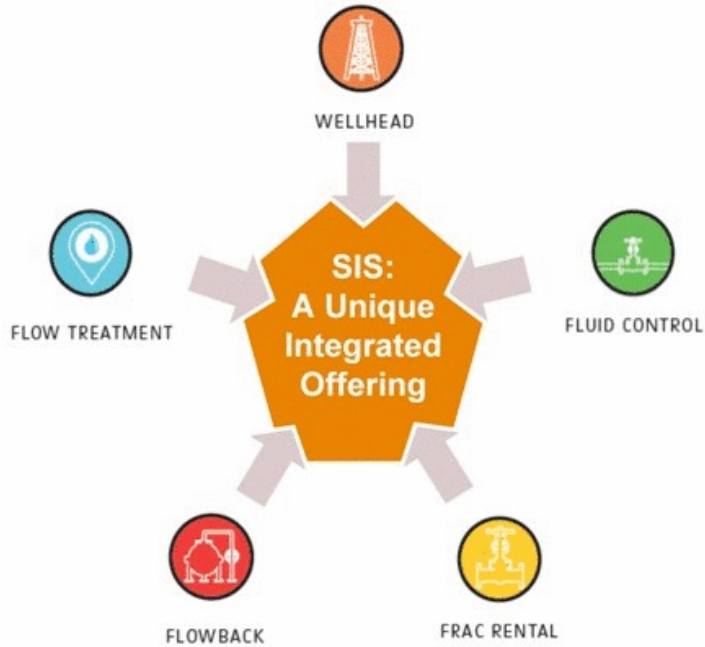 WELLHEAD
FLOW TREATMENT
SIS:
A Unique
Integrated
Offering
FLUID CONTROL
FLOWBACK
FRAC RENTAL